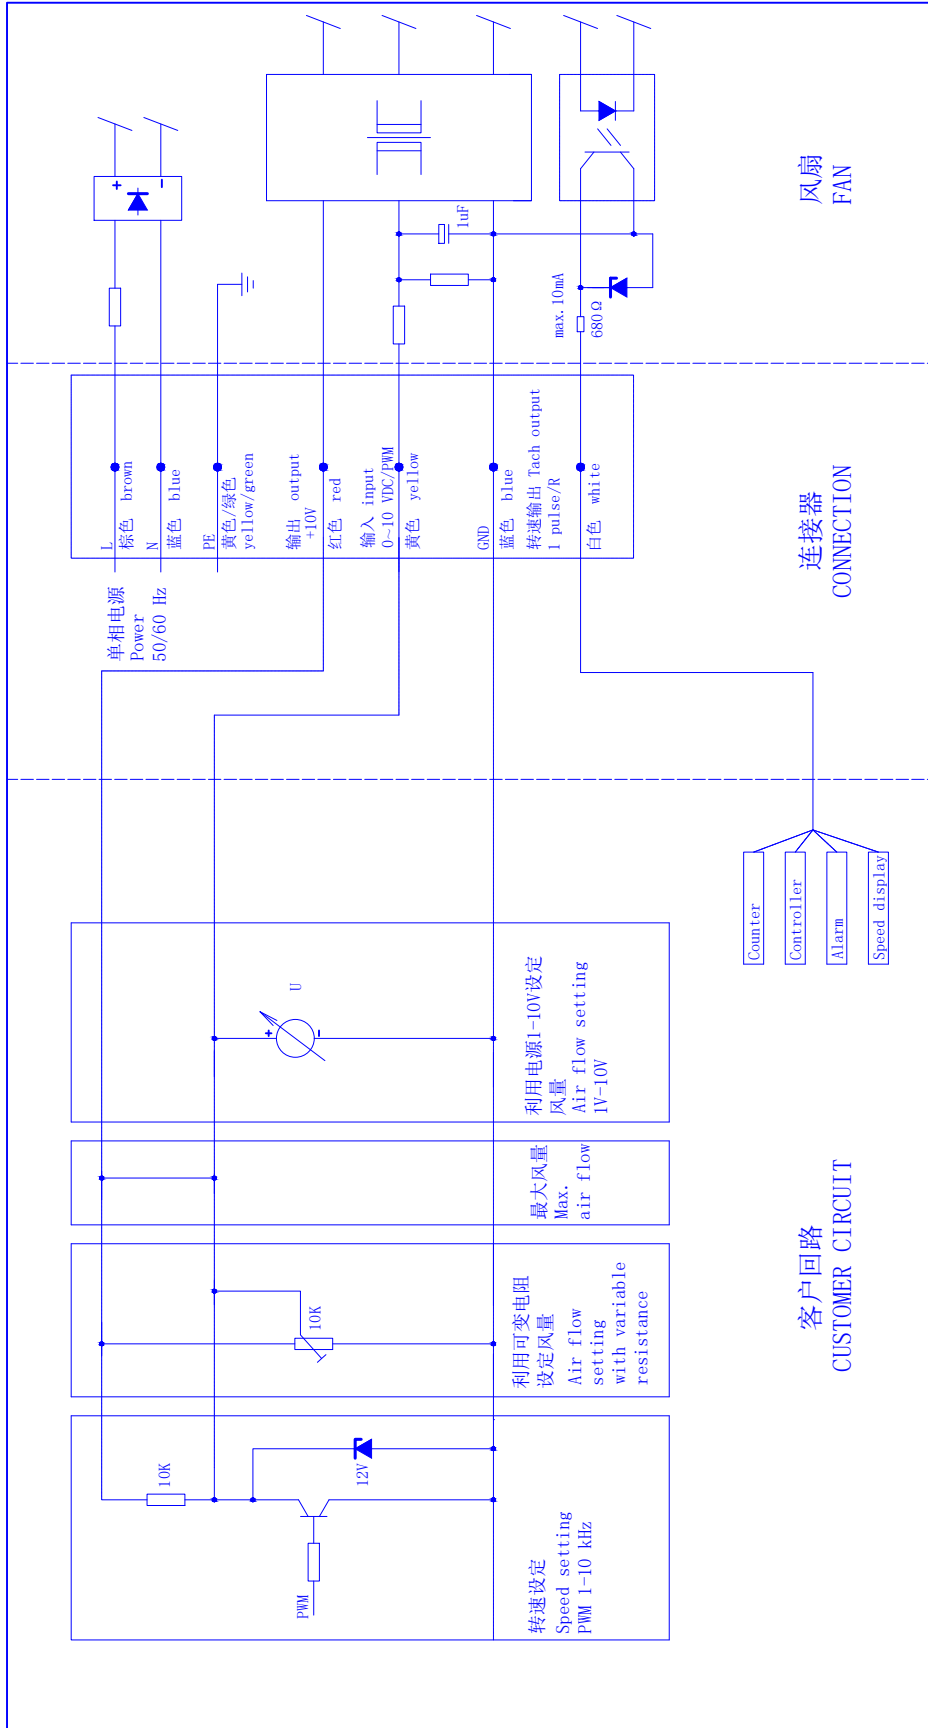 客户回路
CUSTOMER CIRCUIT
连接器
CONNECTION
风扇
FAN
转速设定
Speed setting
PWM 1-10 kHz
PWM
10K
12V
利用可变电阻
设定风量
Air flow
setting
with variable
resistance
10K
最大风量
Max.
air flow
利用电源1-10V设定
风量
Air flow setting
1V-10V
U
+
-
Counter
Controller
Alarm
Speed display
单相电源
Power
50/60 Hz
L
棕色 brown
N
蓝色 blue
PE
黄色/绿色
yellow/green
输出 output
+10V
红色 red
输入 input
0~10 VDC/PWM
黄色 yellow
GND
蓝色 blue
转速输出 Tach output
1 pulse/R
白色 white
+
-
1uF
max.10mA
680Ω